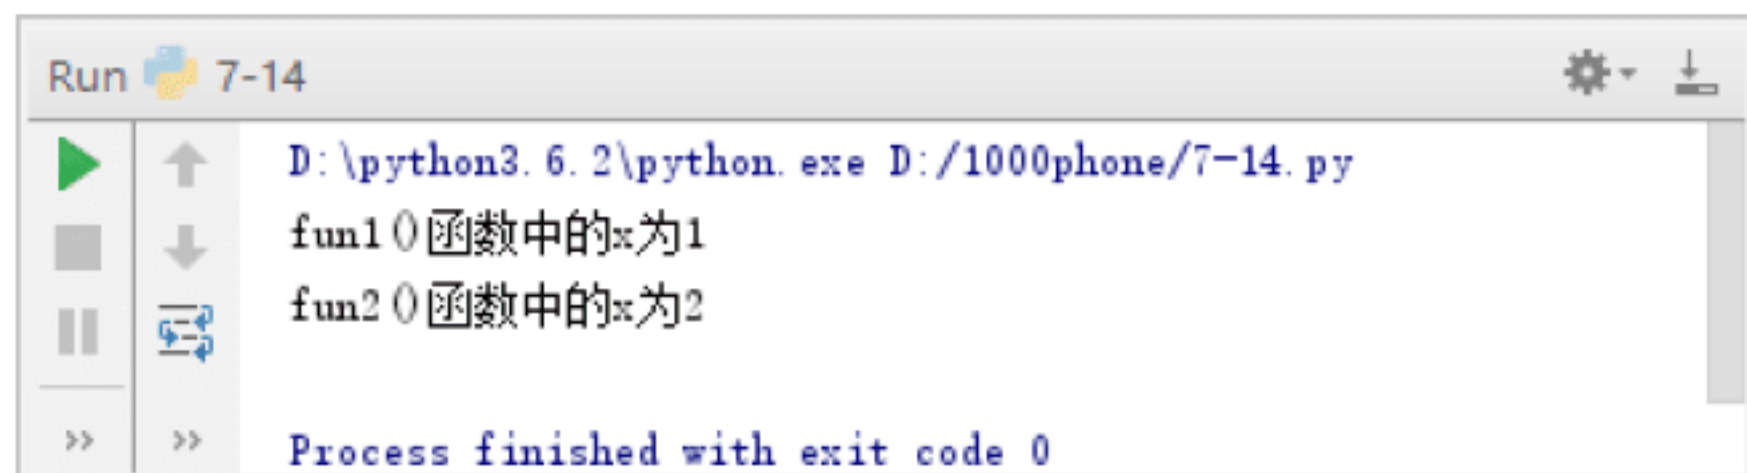 Run 7-14
D:\python3.6.2\python.exe D:/1000phone/7-14.py
fun1()函数中的x为1
fun2()函数中的x为2
Process finished with exit code 0